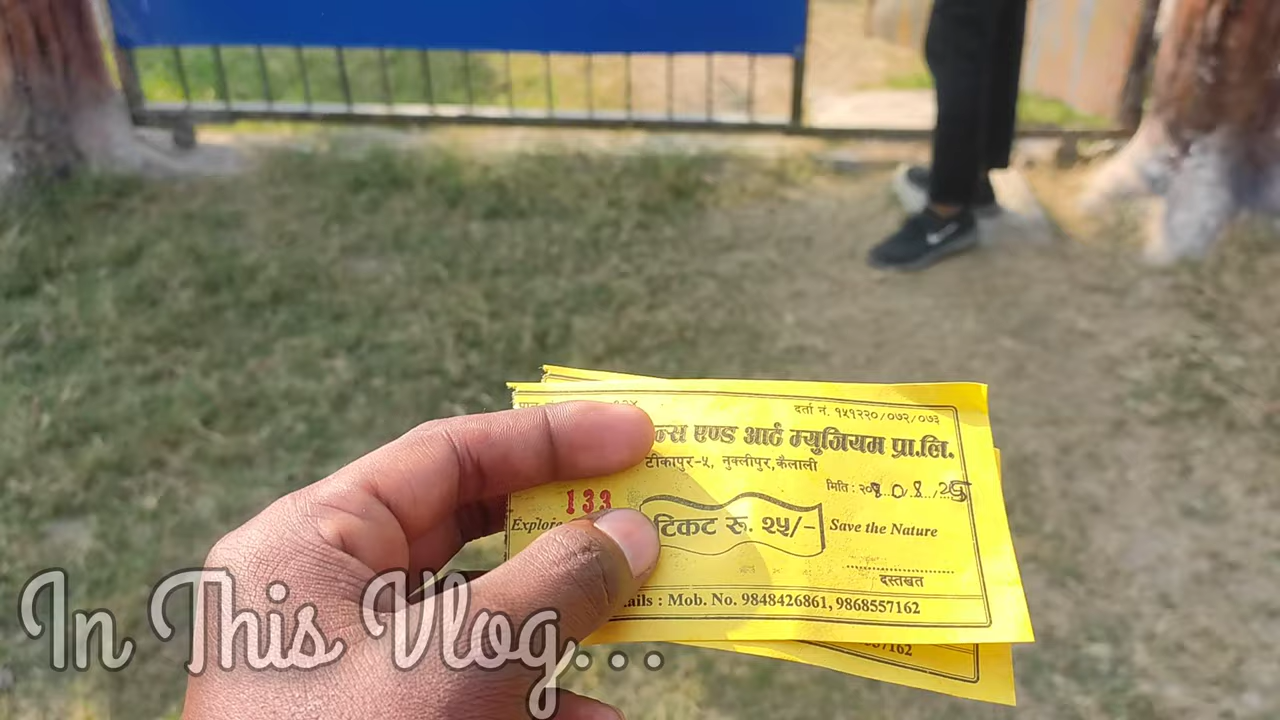 दर्ता नं. १५१२२०/०७२/०७३
एण्ड आर्ट म्युजियम प्रा.लि.
टीकापुर-५, नुक्लीपुर,कैलाली
मिति : २०
133
Explore
टिकट रू. २५/-
Save the Nature
दस्तखत
: Mob. No. 9848426861, 9868557162
In This Vlog...